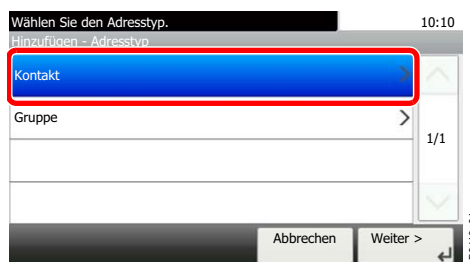 Wählen Sie den Adresstyp.
10:10
Hinzufügen - Adresstyp
Kontakt
Gruppe
1/1
Abbrechen
Weiter >